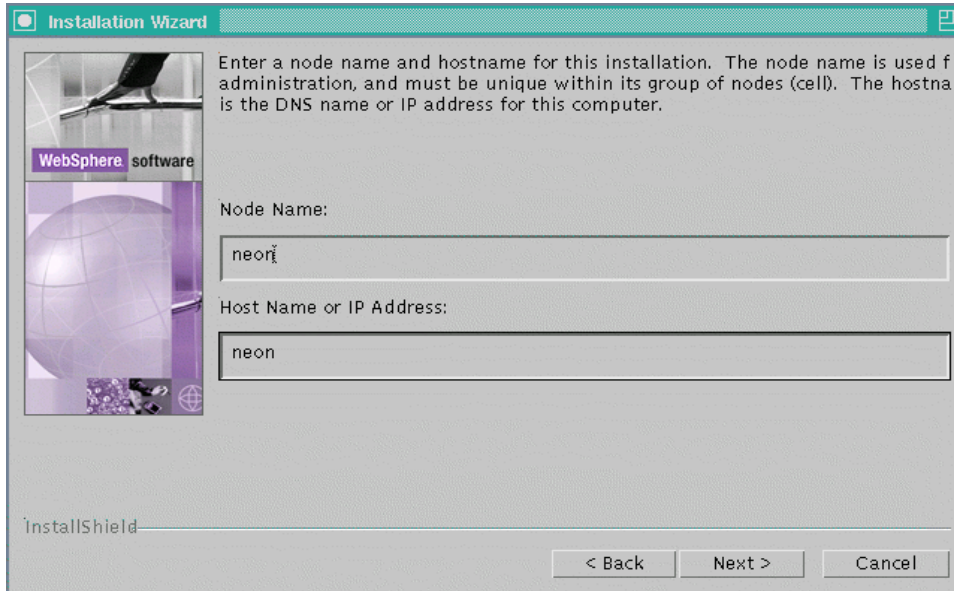 Installation Wizard
Enter a node name and hostname for this installation. The node name is used f
administration, and must be unique within its group of nodes (cell). The hostna
is the DNS name or IP address for this computer.
WebSphere software
Node Name:
neon
Host Name or IP Address:
neon
InstallShield
< Back
Next >
Cancel